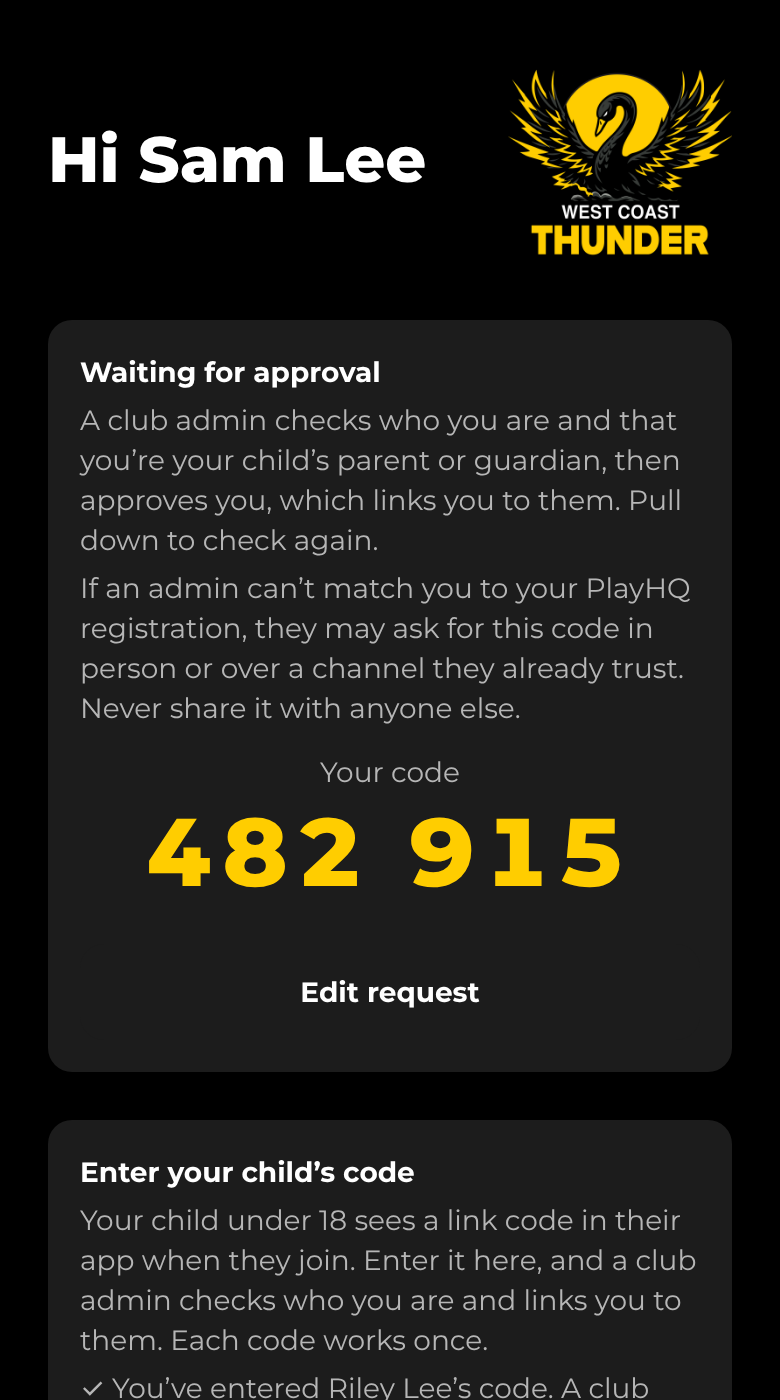 Hi Sam Lee
WEST COAST
THUNDER
Waiting for approval
A club admin checks who you are and that
you’re your child’s parent or guardian, then
approves you, which links you to them. Pull
down to check again.
If an admin can’t match you to your PlayHQ
registration, they may ask for this code in
person or over a channel they already trust.
Never share it with anyone else.
Your code
482 915
Edit request
Enter your child’s code
Your child under 18 sees a link code in their
app when they join. Enter it here, and a club
admin checks who you are and links you to
them. Each code works once.
✓ You’ve entered Riley Lee’s code. A club